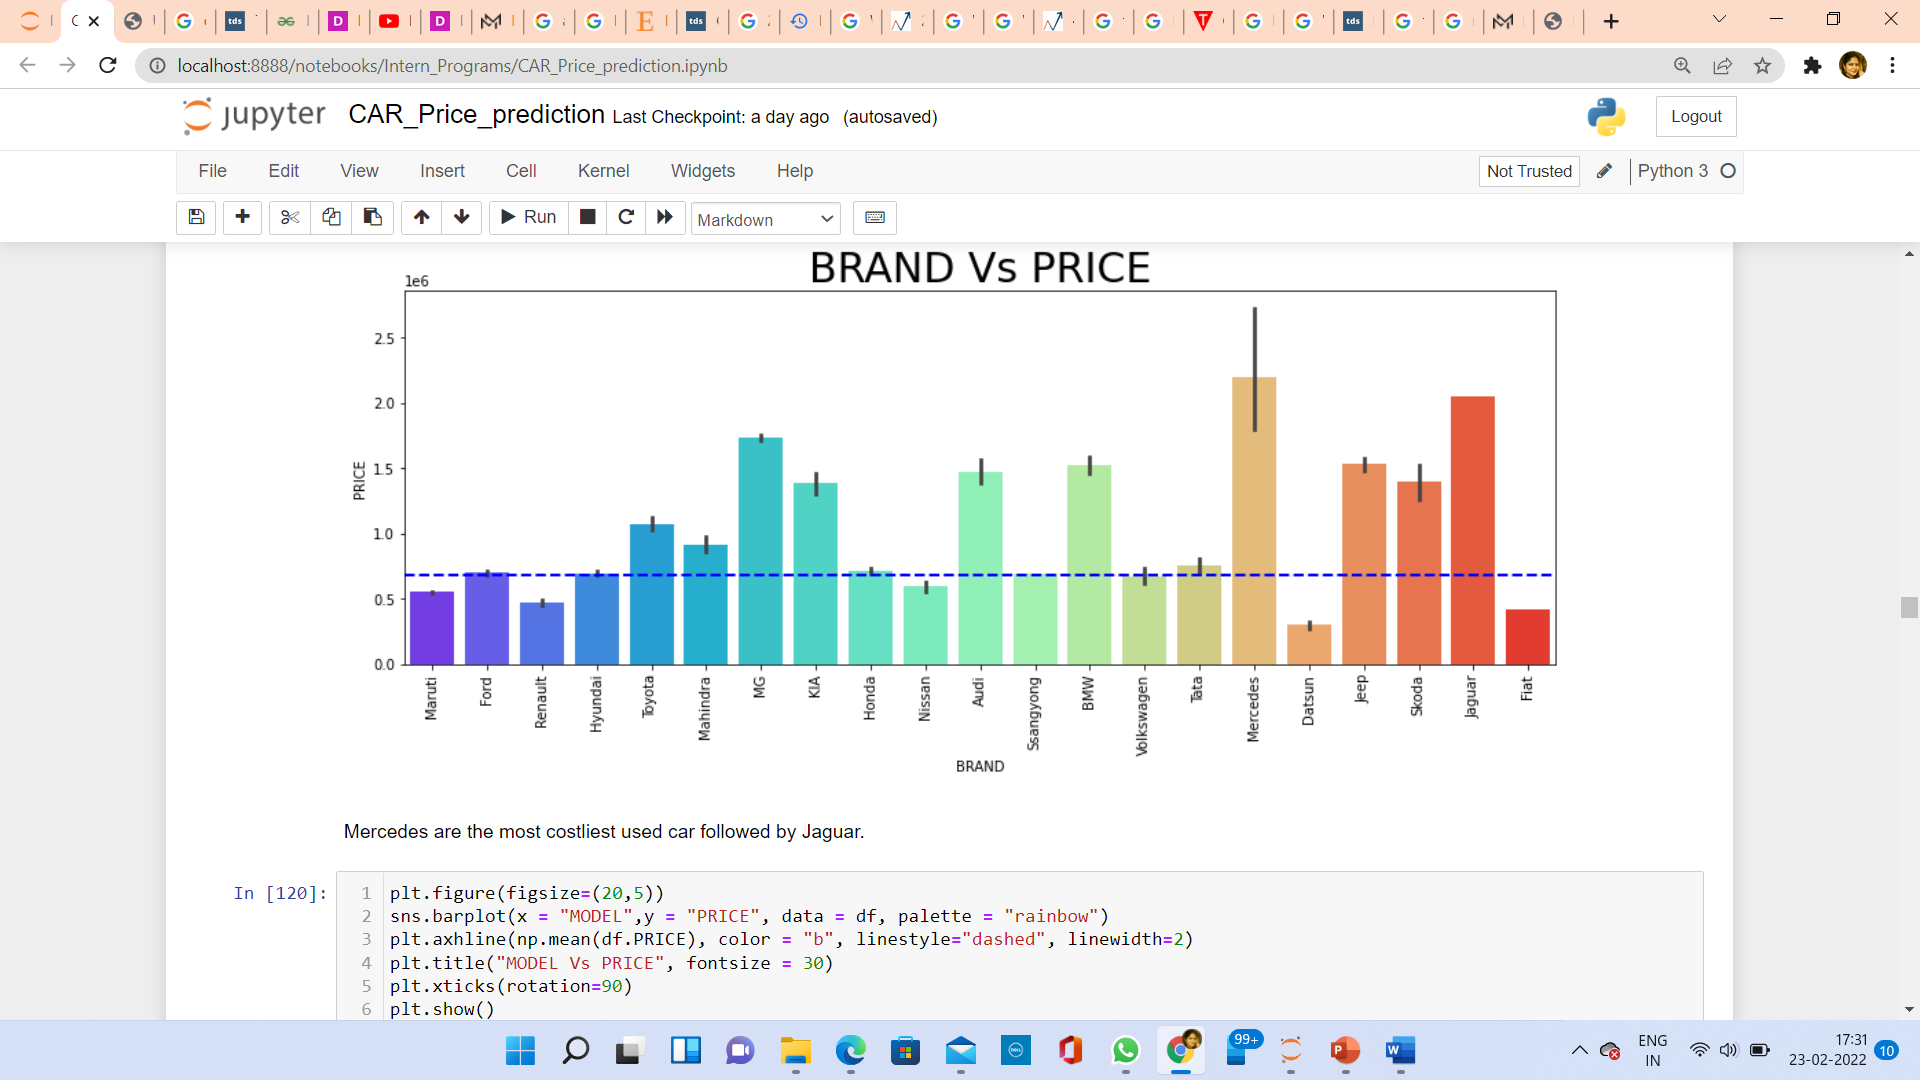 tds
tds
tds
localhost:8888/notebooks/Intern_Programs/CAR_Price_prediction.ipynb
jupyter CAR_Price_prediction Last Checkpoint: a day ago (autosaved)
Logout
File Edit View Insert Cell Kernel Widgets Help
Not Trusted Python 3
Run Markdown
BRAND Vs PRICE
1e6
2.5
2.0
1.5
1.0
0.5
0.0
PRICE
Maruti
Ford
Renault
Hyundai
Toyota
Mahindra
MG
KIA
Honda
Nissan
Audi
Ssangyong
BMW
Volkswagen
Tata
Mercedes
Datsun
Jeep
Skoda
Jaguar
Fiat
BRAND
Mercedes are the most costliest used car followed by Jaguar.
In [120]:
1 plt.figure(figsize=(20,5))
2 sns.barplot(x = "MODEL",y = "PRICE", data = df, palette = "rainbow")
3 plt.axhline(np.mean(df.PRICE), color = "b", linestyle="dashed", linewidth=2)
4 plt.title("MODEL Vs PRICE", fontsize = 30)
5 plt.xticks(rotation=90)
6 plt.show()
99+
ENG
IN
17:31
23-02-2022
10